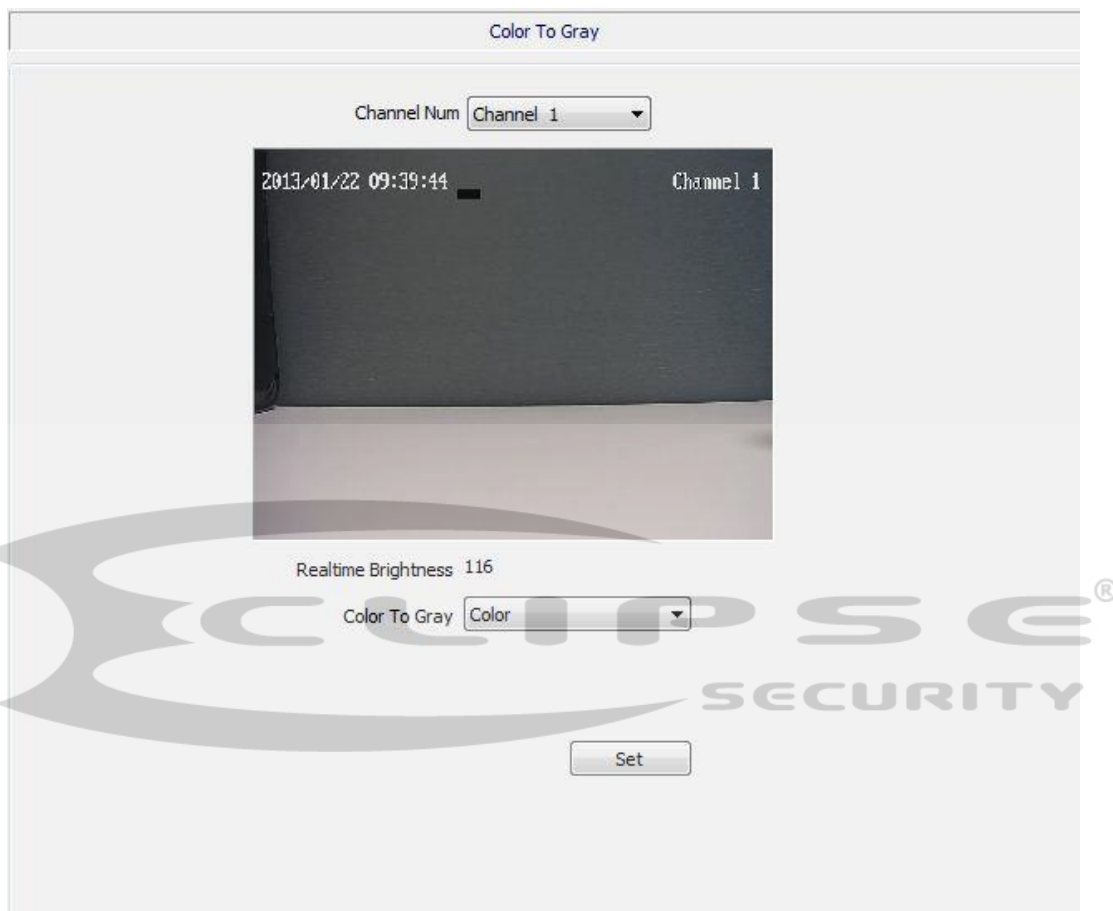 Color To Gray
Channel Num Channel 1
2013/01/22 09:39:44 Channel 1
Realtime Brightness 116
Color To Gray Color
ECLIPSE®
SECURITY
Set